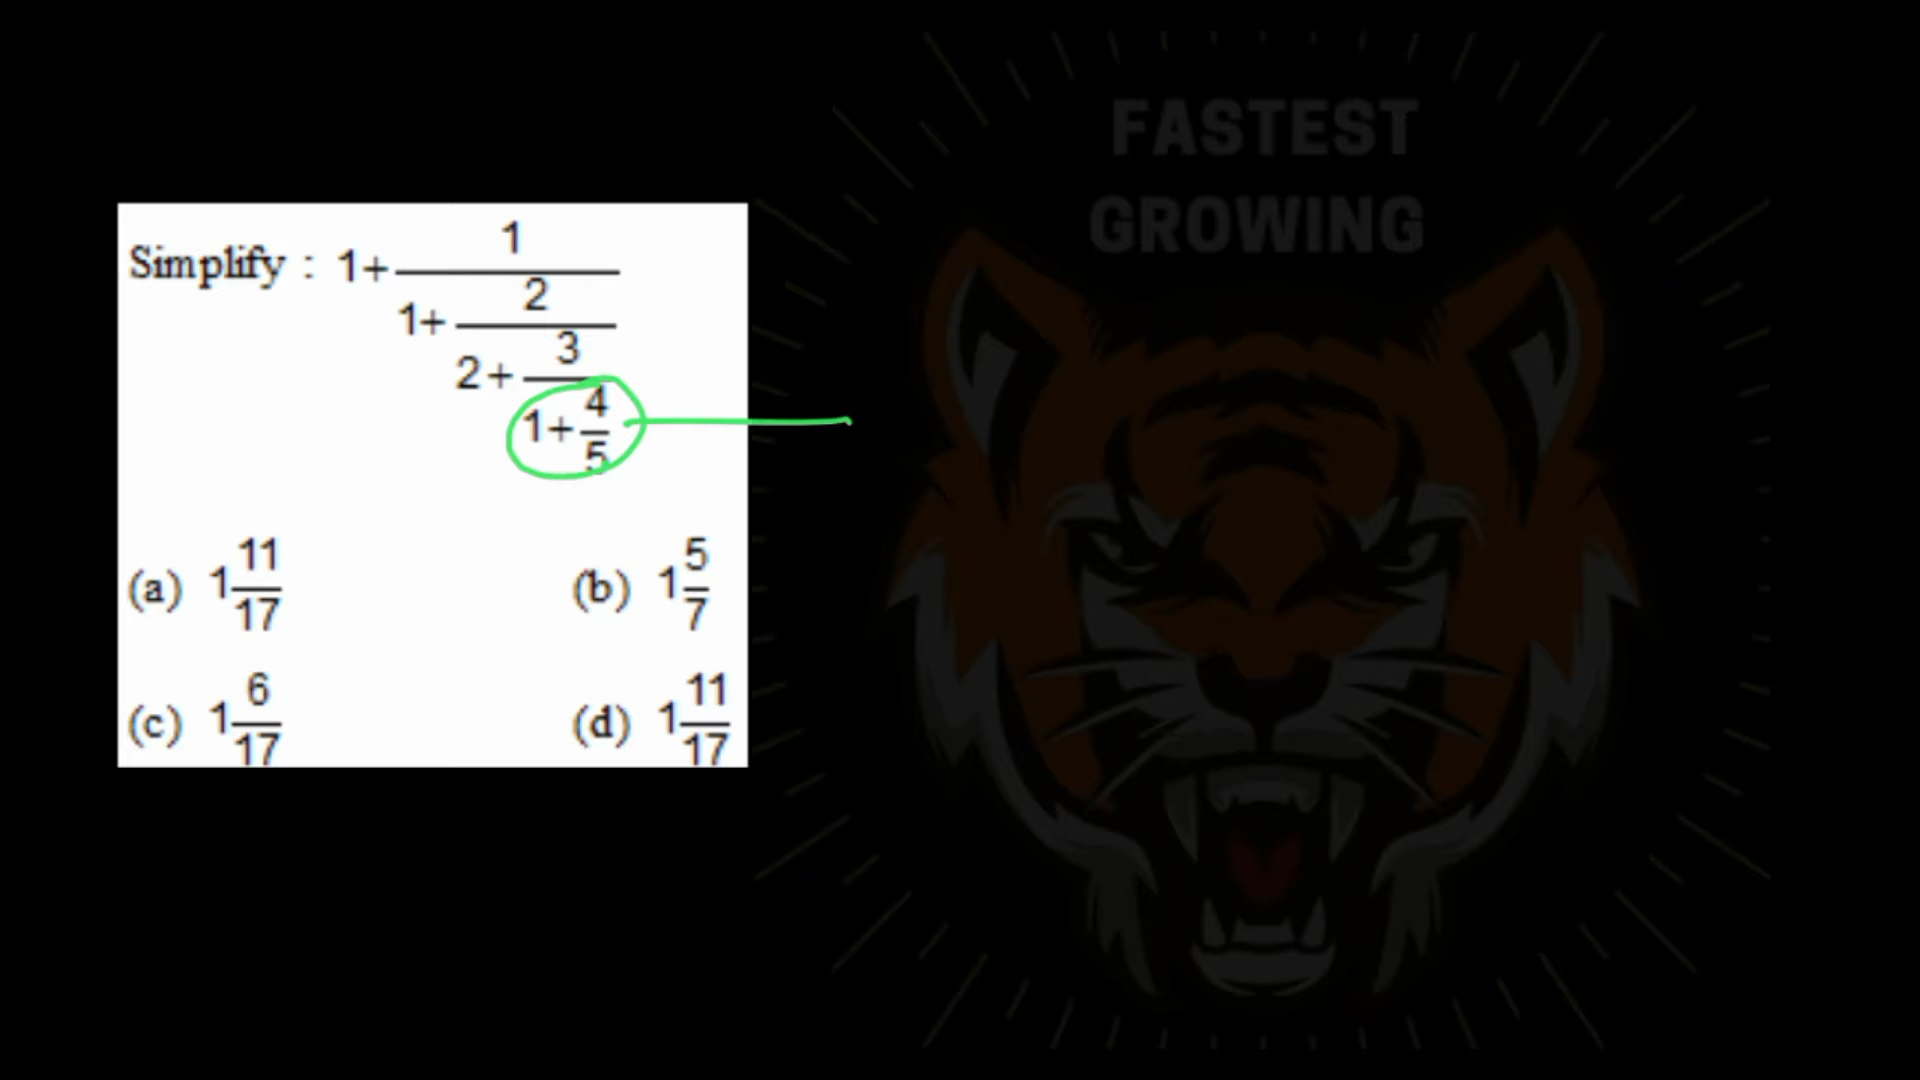 FASTEST
GROWING
Simplify : 1+
1
1+
2
2+
3
1+ 4/5
(a) 1 11/17
(b) 1 5/7
(c) 1 6/17
(d) 1 11/17